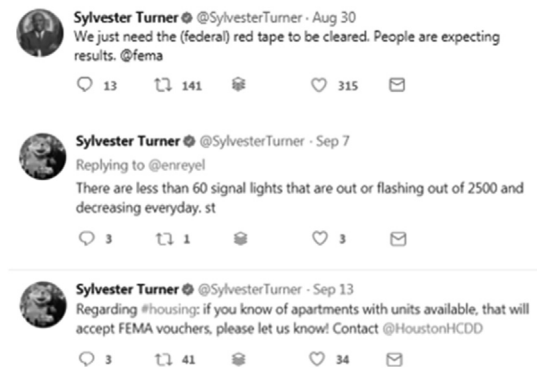 Sylvester Turner @SylvesterTurner · Aug 30
We just need the (federal) red tape to be cleared. People are expecting
results. @fema
13 141 315
Sylvester Turner @SylvesterTurner · Sep 7
Replying to @enreyel
There are less than 60 signal lights that are out or flashing out of 2500 and
decreasing everyday. st
3 1 3
Sylvester Turner @SylvesterTurner · Sep 13
Regarding #housing: if you know of apartments with units available, that will
accept FEMA vouchers, please let us know! Contact @HoustonHCDD
3 41 34